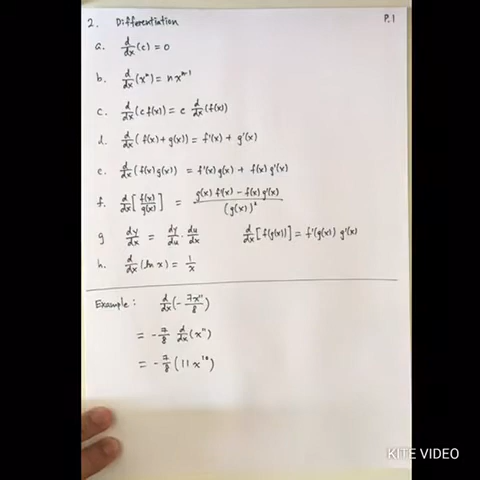 2. Differentiation P.1
a. d/dx (c) = 0
b. d/dx (xⁿ) = n xⁿ⁻¹
c. d/dx (c f(x)) = c d/dx (f(x))
d. d/dx (f(x) + g(x)) = f'(x) + g'(x)
e. d/dx (f(x) g(x)) = f'(x) g(x) + f(x) g'(x)
f. d/dx [f(x)/g(x)] = (g(x) f'(x) - f(x) g'(x))/(g(x))²
g dy/dx = dy/du · du/dx d/dx [f(g(x))] = f'(g(x)) g'(x)
h. d/dx (ln x) = 1/x
Example: d/dx (-7x¹¹/8)
= -7/8 d/dx (x¹¹)
= -7/8 (11 x¹⁰)
KITE VIDEO